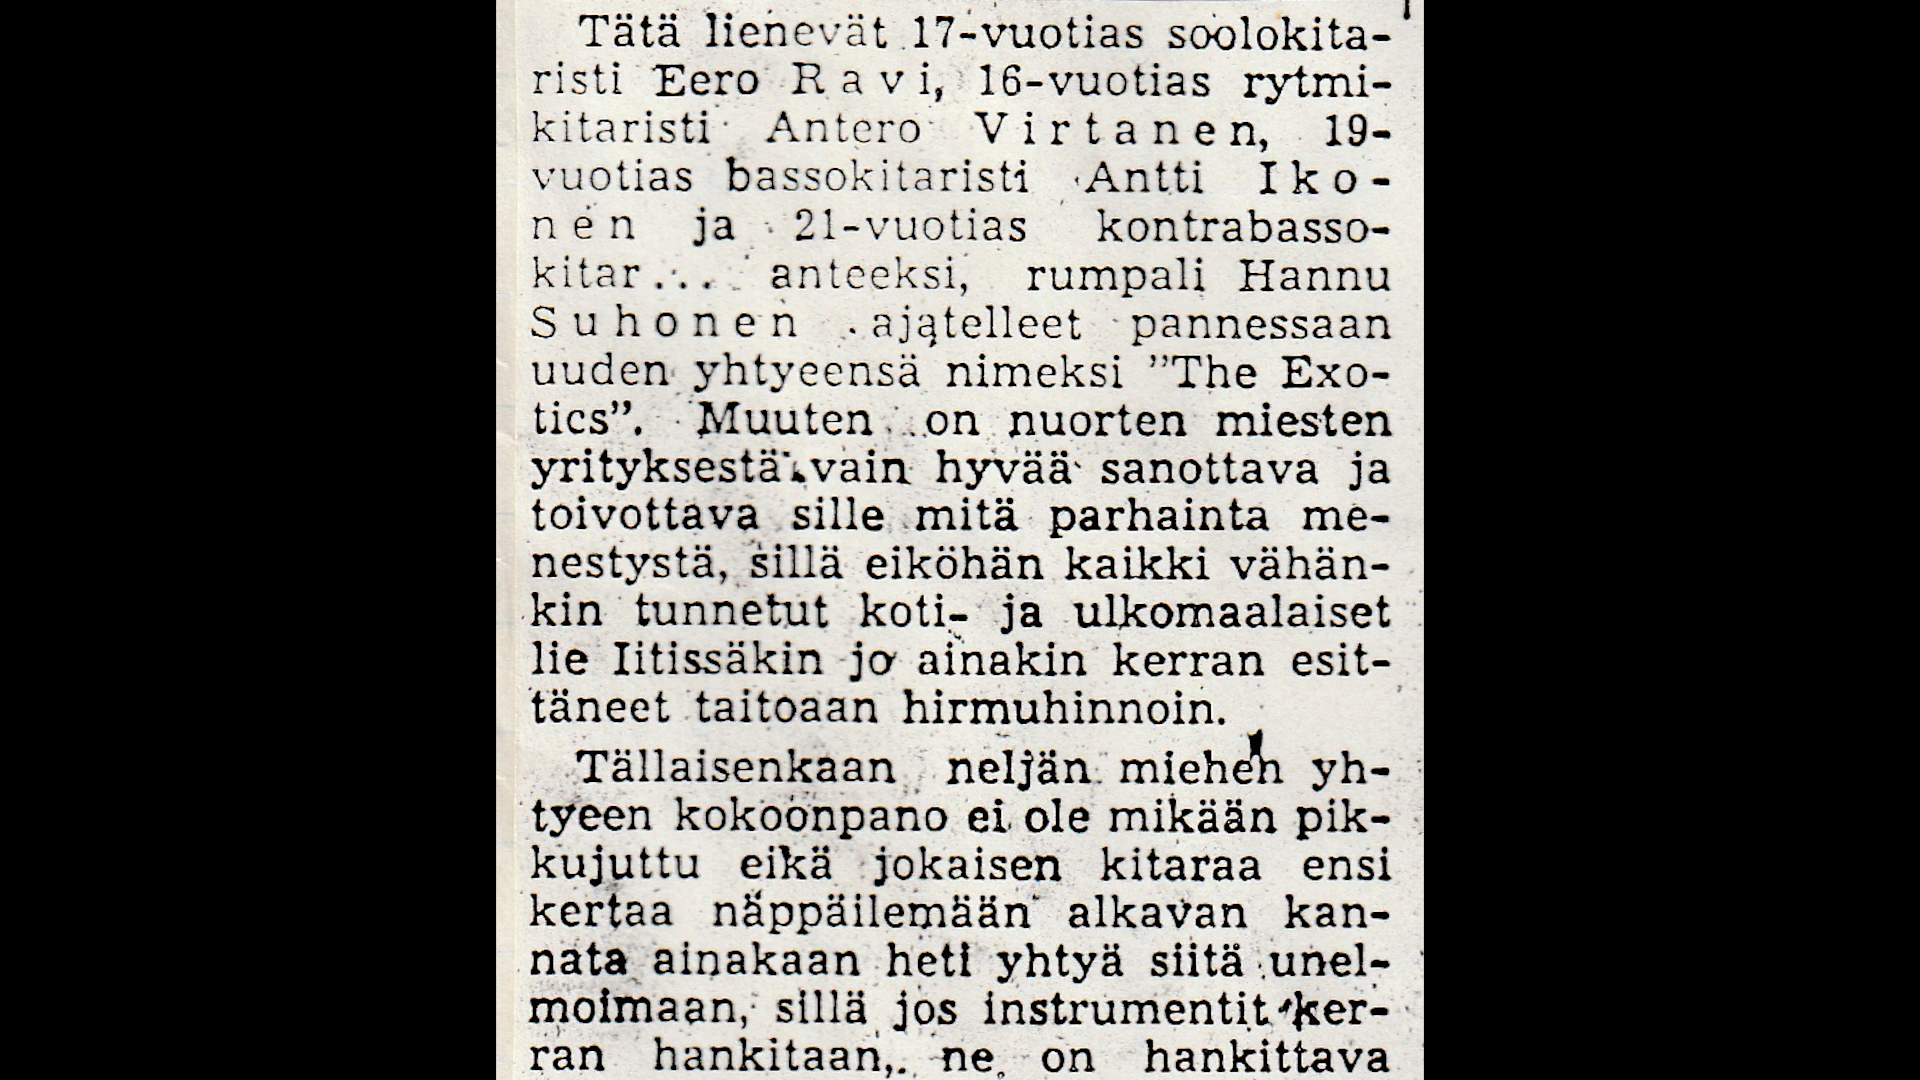 Tätä lienevät 17-vuotias soolokita-
risti Eero Ravi, 16-vuotias rytmi-
kitaristi Antero Virtanen, 19-
vuotias bassokitaristi Antti Iko-
nen ja 21-vuotias kontrabasso-
kitar... anteeksi, rumpali Hannu
Suhonen ajatelleet pannessaan
uuden yhtyeensä nimeksi ”The Exo-
tics”. Muuten on nuorten miesten
yrityksestä vain hyvää sanottava ja
toivottava sille mitä parhainta me-
nestystä, sillä eiköhän kaikki vähän-
kin tunnetut koti- ja ulkomaalaiset
lie Iitissäkin jo ainakin kerran esit-
täneet taitoaan hirmuhinnoin.
Tällaisenkaan neljän miehen yh-
tyeen kokoonpano ei ole mikään pik-
kujuttu eikä jokaisen kitaraa ensi
kertaa näppäilemään alkavan kan-
nata ainakaan heti yhtyä siitä unel-
moimaan, sillä jos instrumentit ker-
ran hankitaan, ne on hankittava